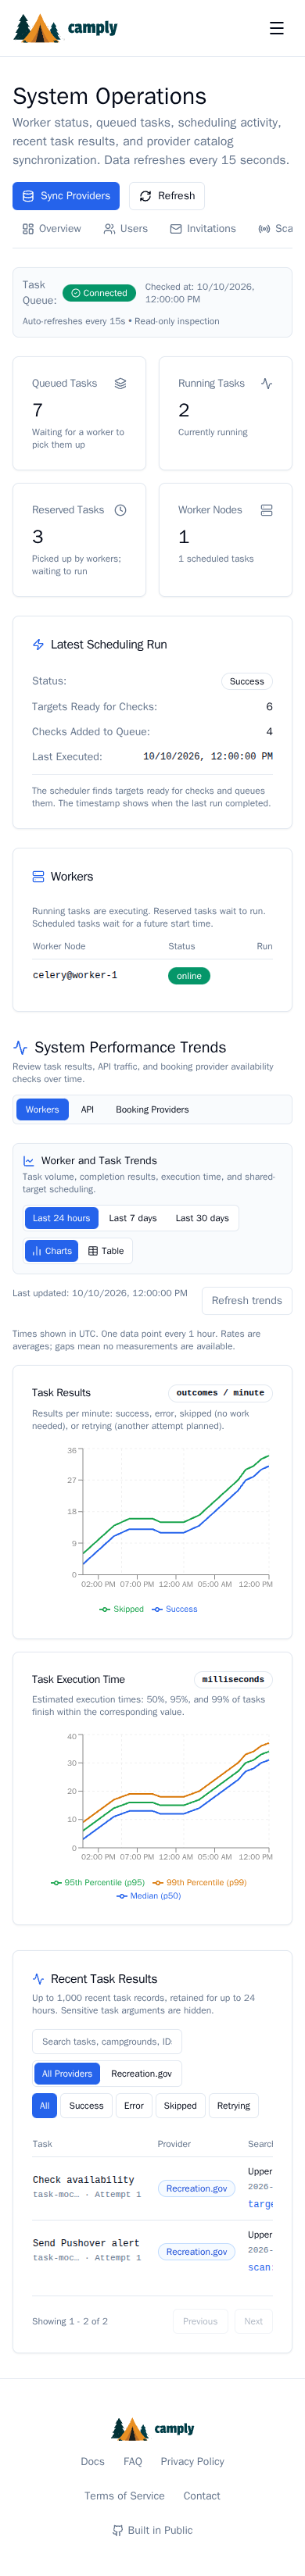 camply
System Operations
Worker status, queued tasks, scheduling activity,
recent task results, and provider catalog
synchronization. Data refreshes every 15 seconds.
Sync Providers
Refresh
Overview
Users
Invitations
Sca
Task
Queue:
Connected
Checked at: 10/10/2026,
12:00:00 PM
Auto-refreshes every 15s • Read-only inspection
Queued Tasks
7
Waiting for a worker to
pick them up
Running Tasks
2
Currently running
Reserved Tasks
3
Picked up by workers;
waiting to run
Worker Nodes
1
1 scheduled tasks
Latest Scheduling Run
Status:
Success
Targets Ready for Checks:
6
Checks Added to Queue:
4
Last Executed:
10/10/2026, 12:00:00 PM
The scheduler finds targets ready for checks and queues
them. The timestamp shows when the last run completed.
Workers
Running tasks are executing. Reserved tasks wait to run.
Scheduled tasks wait for a future start time.
Worker Node
Status
Run
celery@worker-1
online
System Performance Trends
Review task results, API traffic, and booking provider availability
checks over time.
Workers
API
Booking Providers
Worker and Task Trends
Task volume, completion results, execution time, and shared-
target scheduling.
Last 24 hours
Last 7 days
Last 30 days
Charts
Table
Last updated: 10/10/2026, 12:00:00 PM
Refresh trends
Times shown in UTC. One data point every 1 hour. Rates are
averages; gaps mean no measurements are available.
Task Results
outcomes / minute
Results per minute: success, error, skipped (no work
needed), or retrying (another attempt planned).
36
27
18
9
0
02:00 PM 07:00 PM 12:00 AM 05:00 AM 12:00 PM
Skipped
Success
Task Execution Time
milliseconds
Estimated execution times: 50%, 95%, and 99% of tasks
finish within the corresponding value.
40
30
20
10
0
02:00 PM 07:00 PM 12:00 AM 05:00 AM 12:00 PM
95th Percentile (p95)
99th Percentile (p99)
Median (p50)
Recent Task Results
Up to 1,000 recent task records, retained for up to 24
hours. Sensitive task arguments are hidden.
Search tasks, campgrounds, ID
All Providers
Recreation.gov
All
Success
Error
Skipped
Retrying
Task
Provider
Search
Check availability
task-moc… · Attempt 1
Recreation.gov
Upper
2026-
targe
Send Pushover alert
task-moc… · Attempt 1
Recreation.gov
Upper
2026-
scan:
Showing 1 - 2 of 2
Previous
Next
camply
Docs
FAQ
Privacy Policy
Terms of Service
Contact
Built in Public